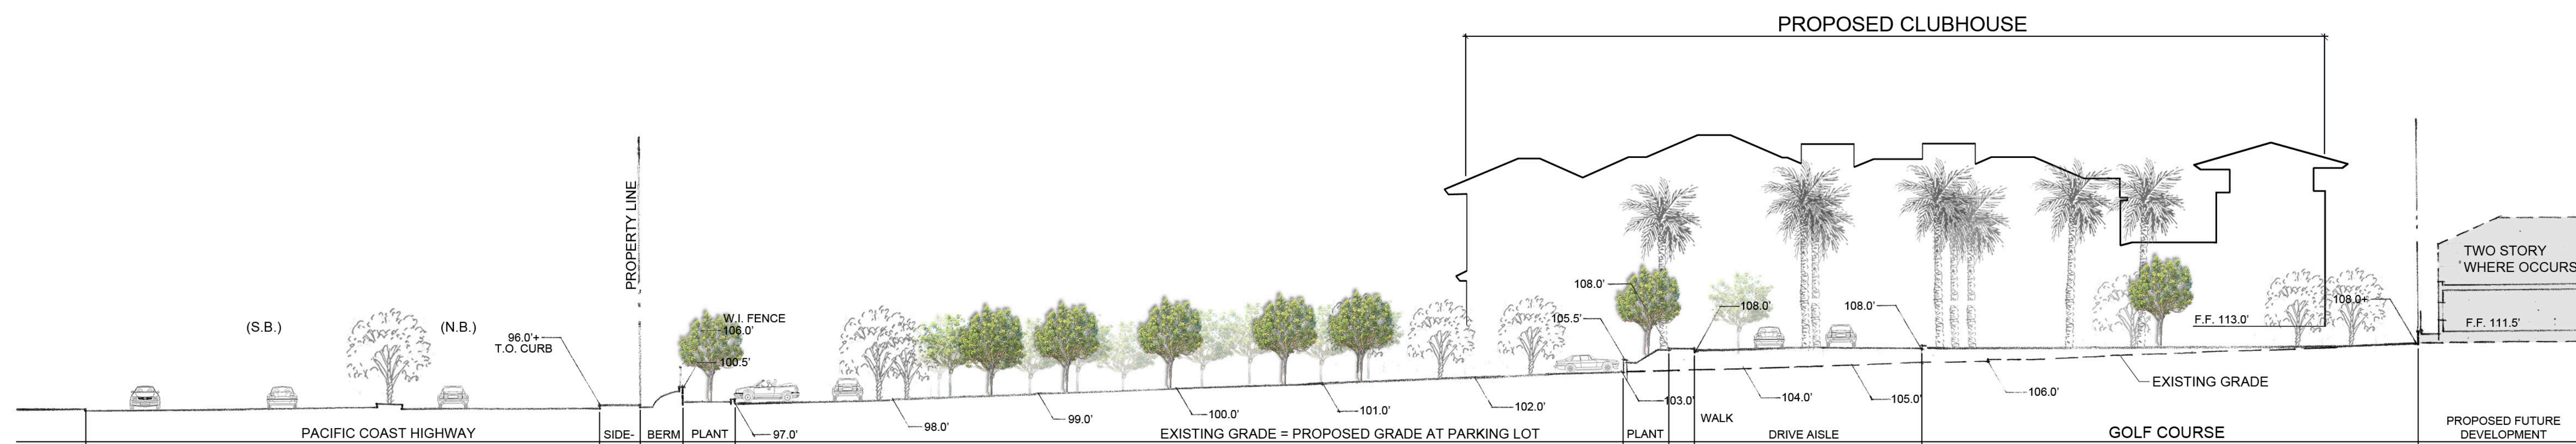 PROPOSED CLUBHOUSE
PROPERTY LINE
(S.B.)
(N.B.)
96.0'+
T.O. CURB
W.I. FENCE
106.0'
100.5'
108.0'
105.5'
108.0'
108.0'
F.F. 113.0'
108.0+
TWO STORY
WHERE OCCURS
F.F. 111.5'
EXISTING GRADE
97.0'
98.0'
99.0'
100.0'
101.0'
102.0'
103.0'
104.0'
105.0'
106.0'
PACIFIC COAST HIGHWAY
SIDE-
BERM
PLANT
EXISTING GRADE = PROPOSED GRADE AT PARKING LOT
PLANT
WALK
DRIVE AISLE
GOLF COURSE
PROPOSED FUTURE
DEVELOPMENT